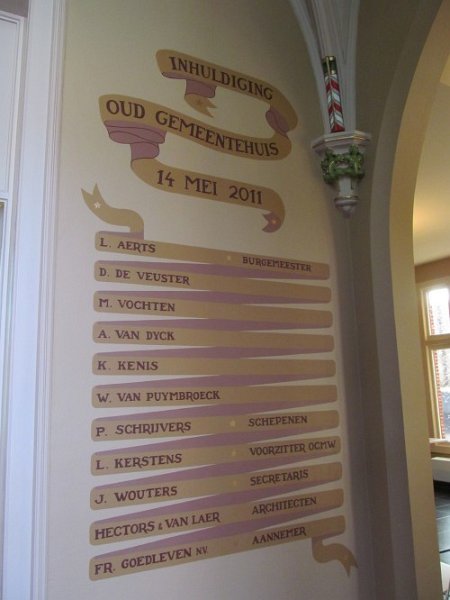 INHULDIGING
OUD GEMEENTEHUIS
14 MEI 2011
L. AERTS BURGEMEESTER
D. DE VEUSTER
M. VOCHTEN
A. VAN DYCK
K. KENIS
W. VAN PUYMBROECK
P. SCHRIJVERS SCHEPENEN
L. KERSTENS VOORZITTER OCMW
J. WOUTERS SECRETARIS
HECTORS & VAN LAER ARCHITECTEN
FR. GOEDLEVEN N.V. AANNEMER